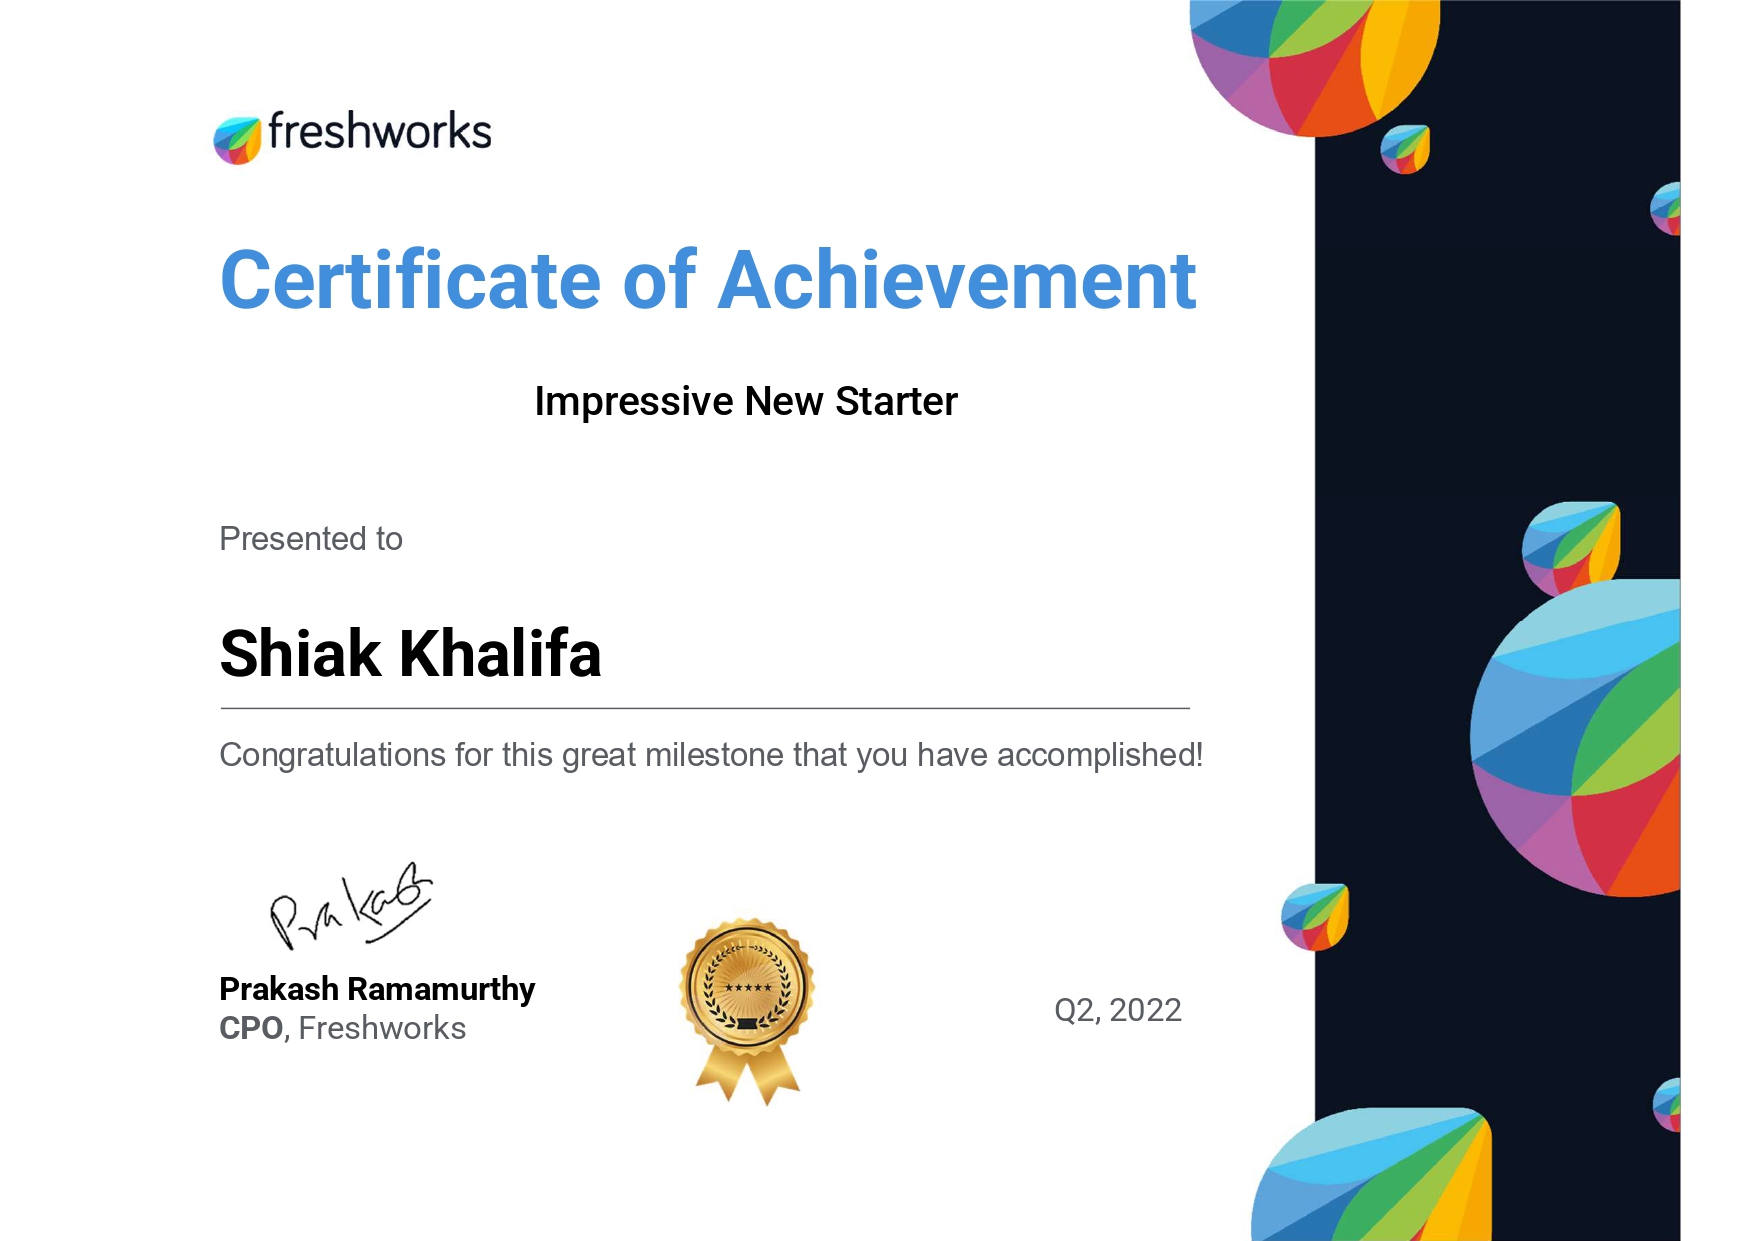 freshworks
Certificate of Achievement
Impressive New Starter
Presented to
Shiak Khalifa
Congratulations for this great milestone that you have accomplished!
Prakash
Prakash Ramamurthy
CPO, Freshworks
Q2, 2022